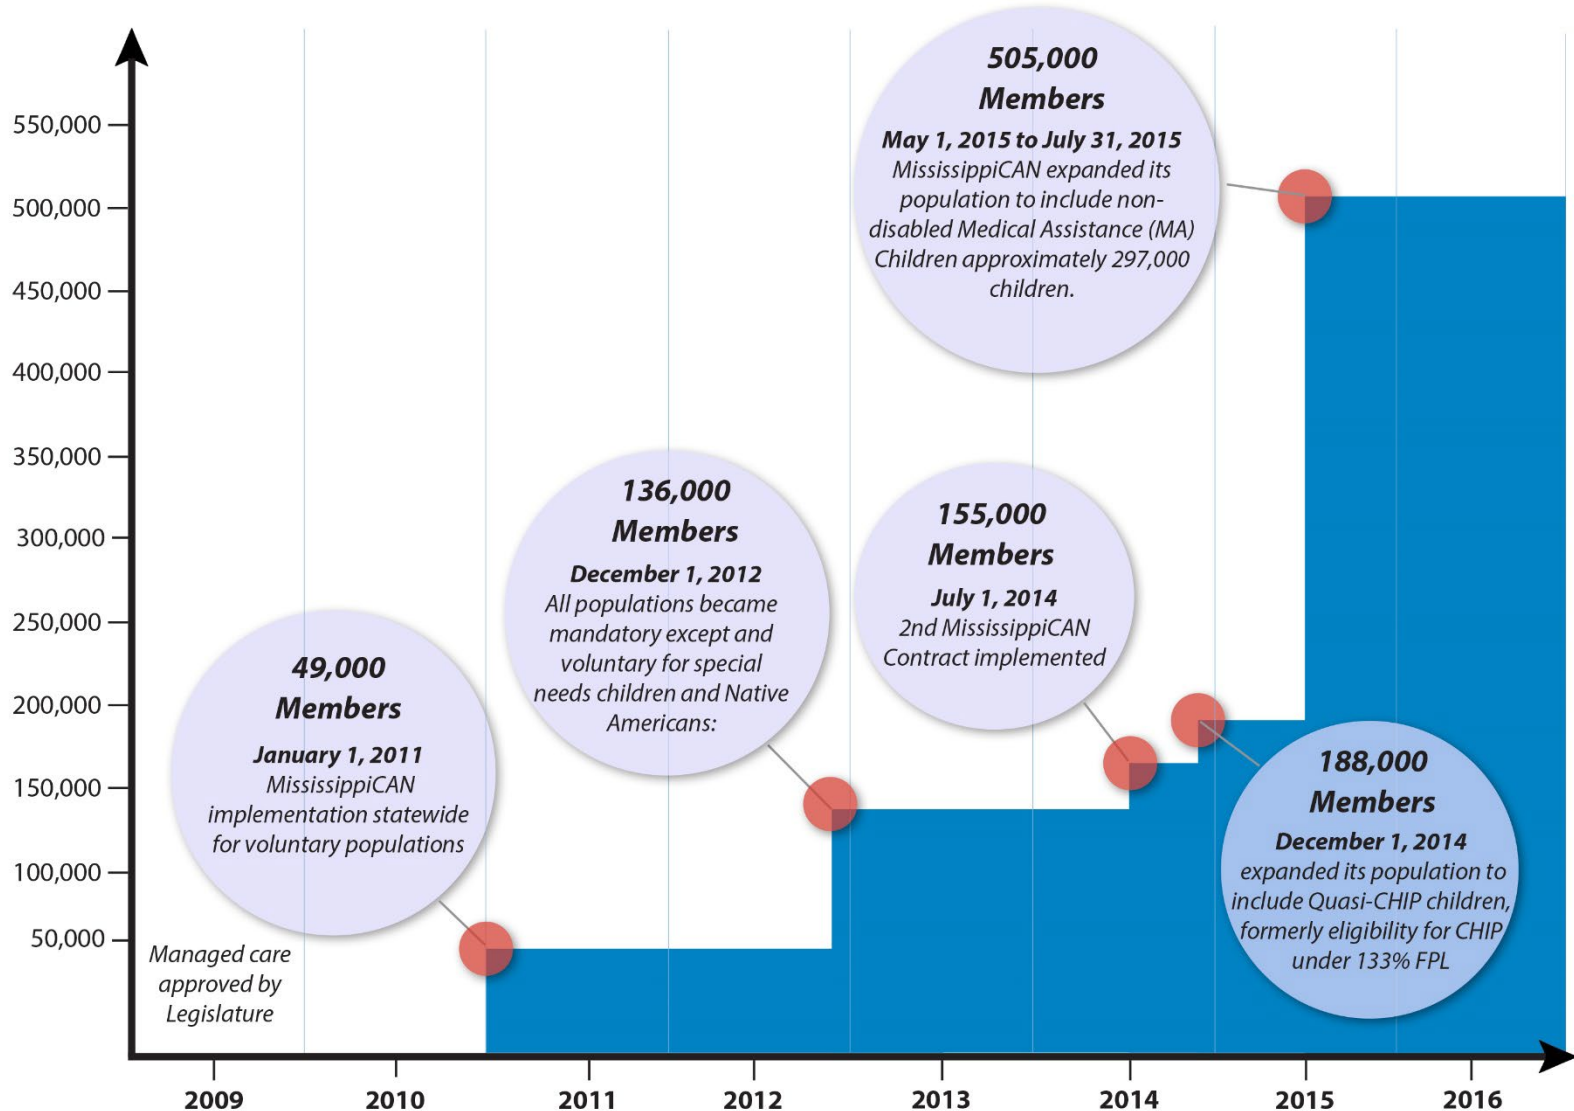 550,000
500,000
450,000
400,000
350,000
300,000
250,000
200,000
150,000
100,000
50,000
Managed care
approved by
Legislature
49,000
Members
January 1, 2011
MississippiCAN
implementation statewide
for voluntary populations
136,000
Members
December 1, 2012
All populations became
mandatory except and
voluntary for special
needs children and Native
Americans:
155,000
Members
July 1, 2014
2nd MississippiCAN
Contract implemented
188,000
Members
December 1, 2014
expanded its population to
include Quasi-CHIP children,
formerly eligibility for CHIP
under 133% FPL
505,000
Members
May 1, 2015 to July 31, 2015
MississippiCAN expanded its
population to include non-
disabled Medical Assistance (MA)
Children approximately 297,000
children.
2009
2010
2011
2012
2013
2014
2015
2016